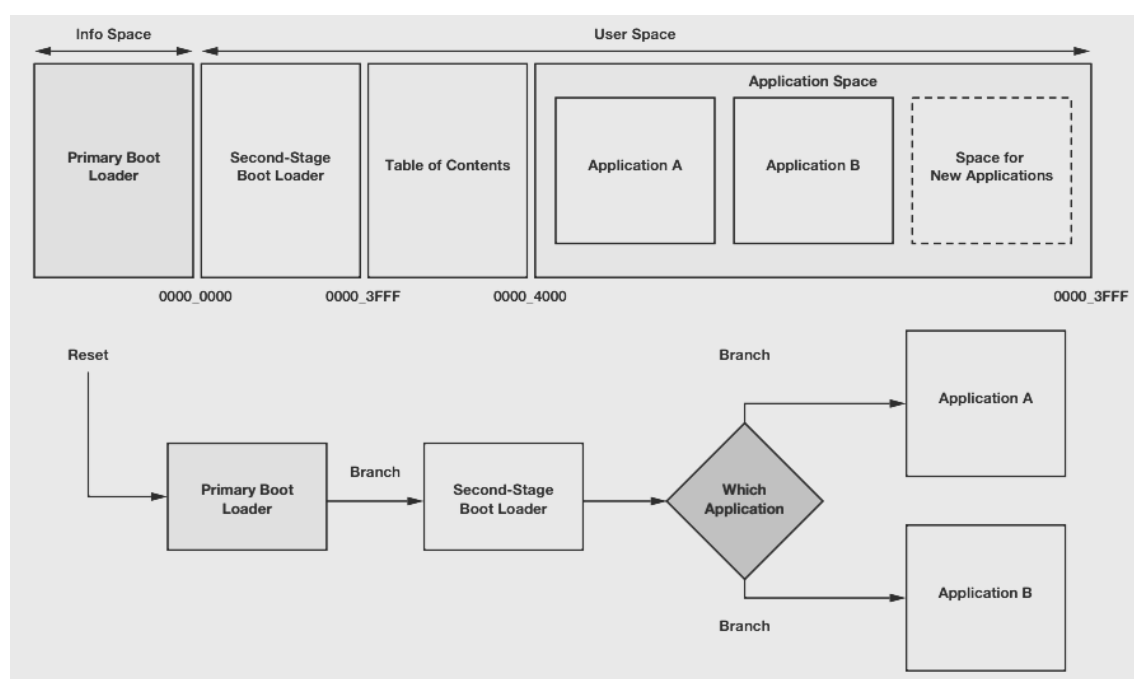 Info Space
User Space
Primary Boot
Loader
Second-Stage
Boot Loader
Table of Contents
Application Space
Application A
Application B
Space for
New Applications
0000_0000
0000_3FFF
0000_4000
0000_3FFF
Reset
Primary Boot
Loader
Branch
Second-Stage
Boot Loader
Which
Application
Branch
Application A
Branch
Application B